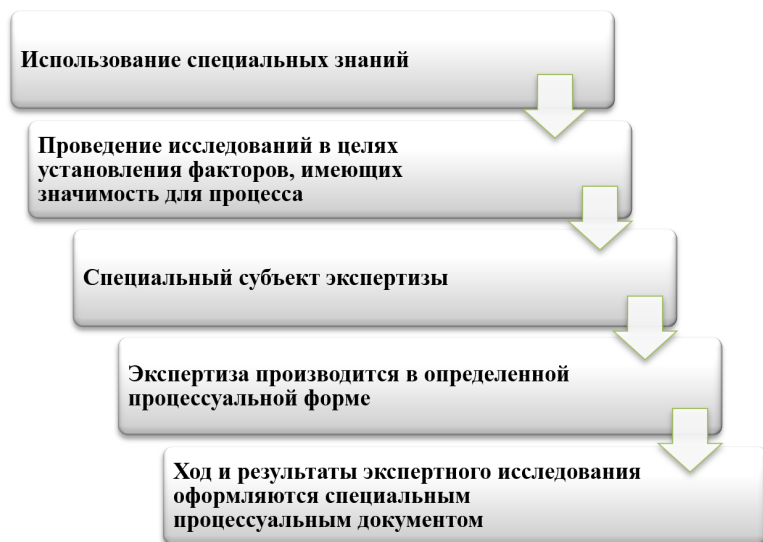 Использование специальных знаний
Проведение исследований в целях
установления факторов, имеющих
значимость для процесса
Специальный субъект экспертизы
Экспертиза производится в определенной
процессуальной форме
Ход и результаты экспертного исследования
оформляются специальным
процессуальным документом